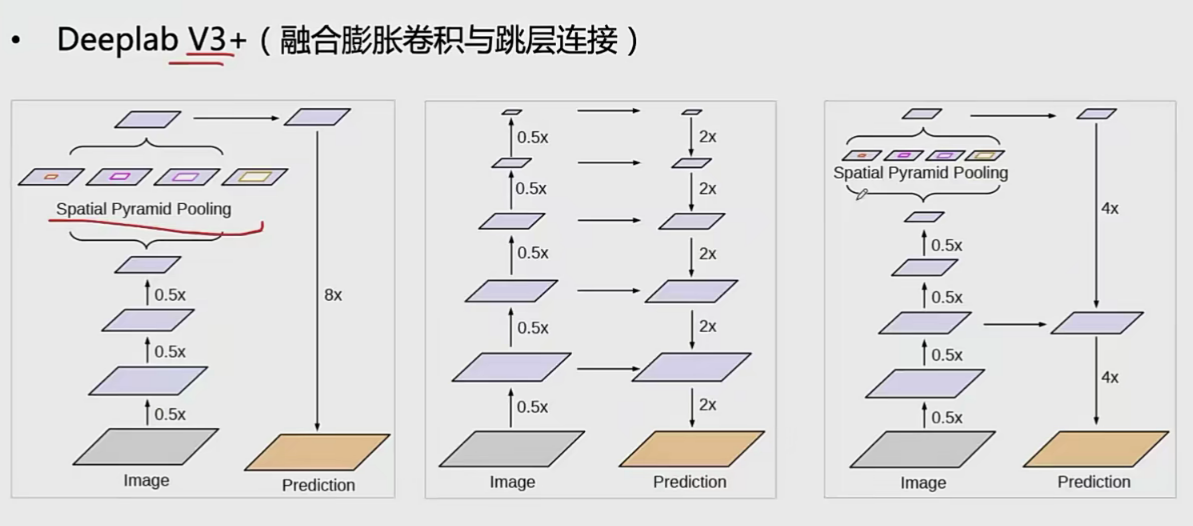 • Deeplab V3+（融合膨胀卷积与跳层连接）
Spatial Pyramid Pooling
0.5x
0.5x
0.5x
8x
Image
Prediction
0.5x
2x
0.5x
2x
0.5x
2x
0.5x
2x
0.5x
2x
Image
Prediction
Spatial Pyramid Pooling
4x
0.5x
0.5x
0.5x
4x
0.5x
Image
Prediction